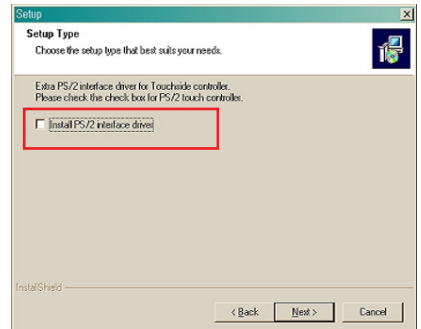 Setup
Setup Type
Choose the setup type that best suits your needs.
Extra PS/2 interface driver for Touchside controller.
Please check the check box for PS/2 touch controller.
Install PS/2 interface driver
InstallShield
< Back
Next >
Cancel